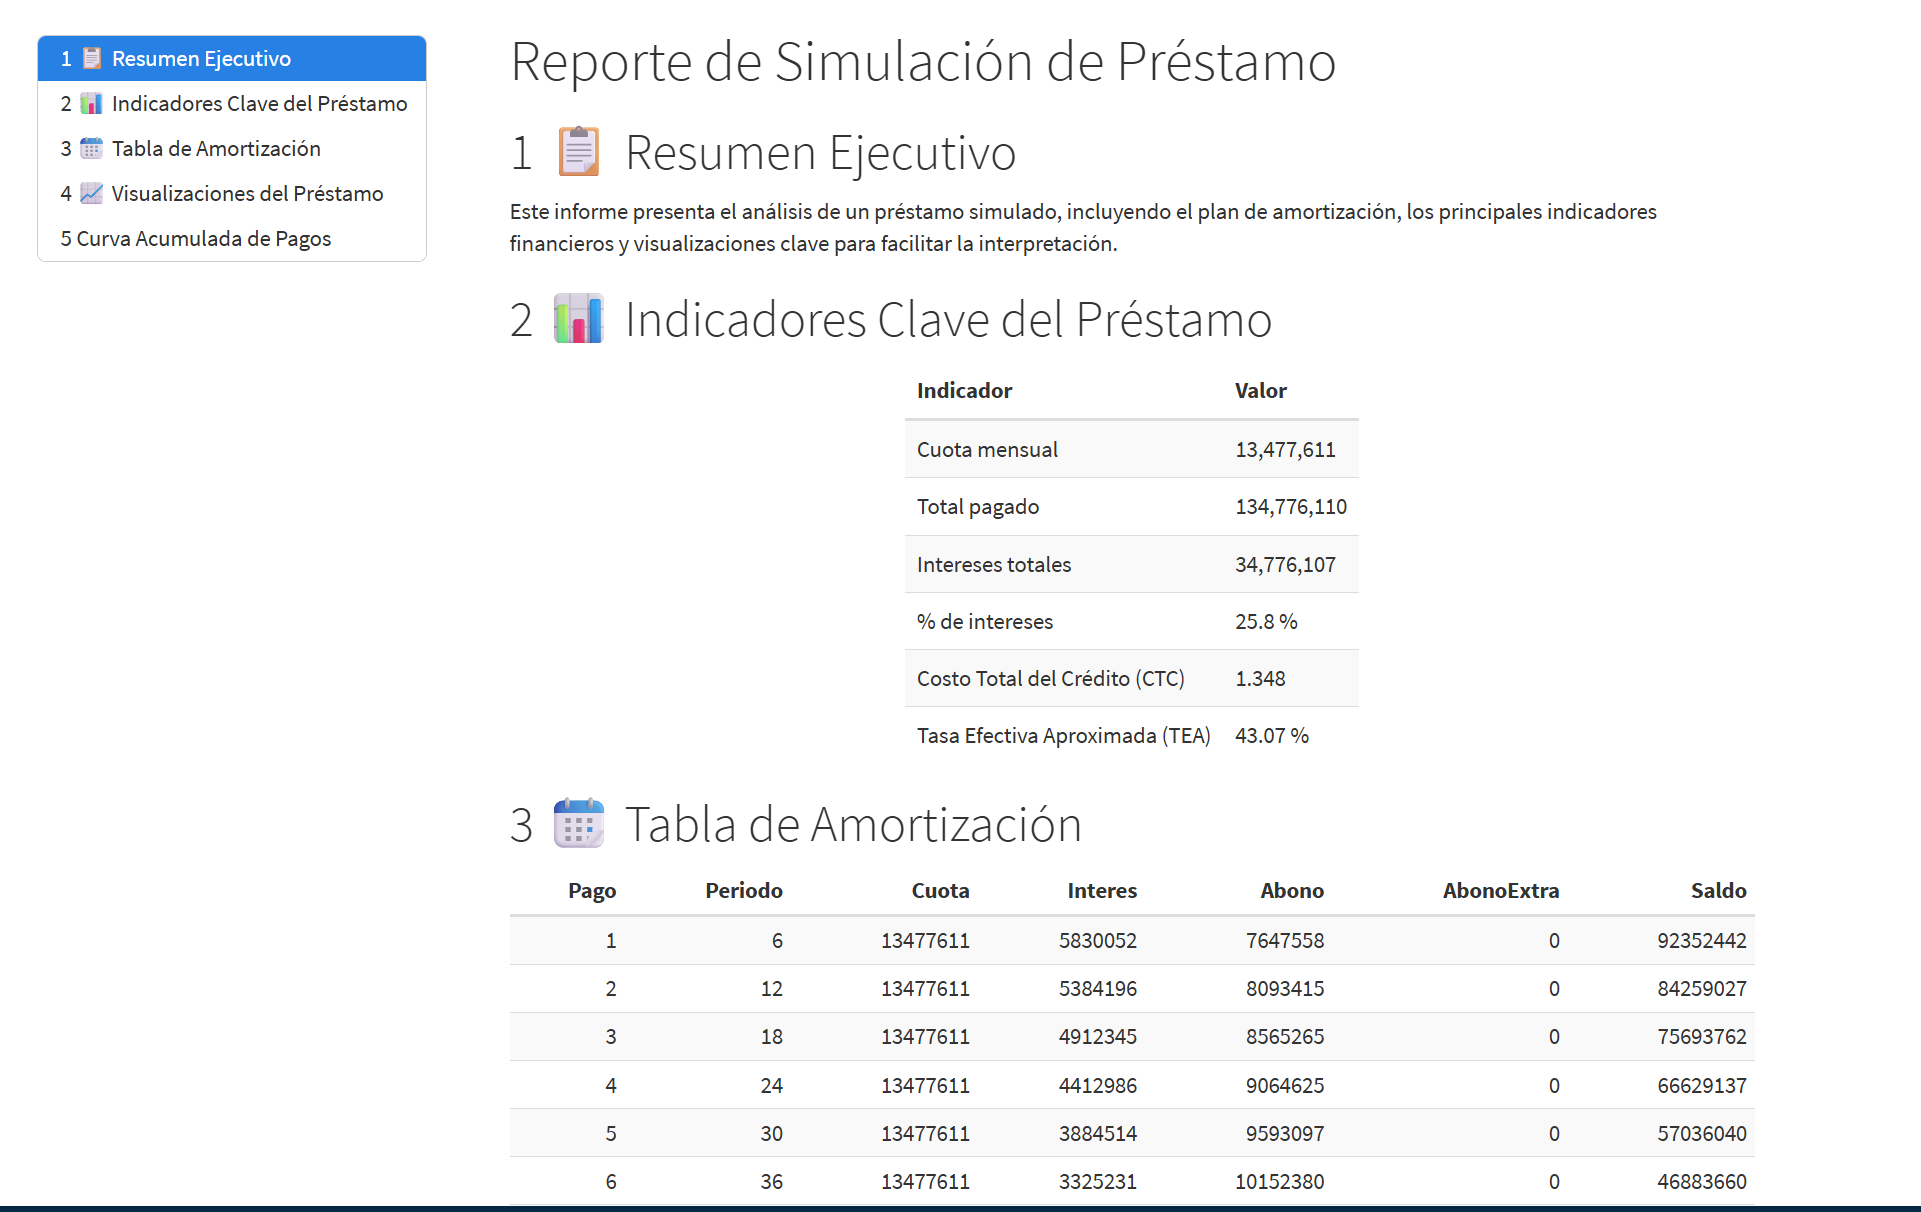 1 📋 Resumen Ejecutivo
2 📊 Indicadores Clave del Préstamo
3 📅 Tabla de Amortización
4 📈 Visualizaciones del Préstamo
5 Curva Acumulada de Pagos
Reporte de Simulación de Préstamo
1 📋 Resumen Ejecutivo
Este informe presenta el análisis de un préstamo simulado, incluyendo el plan de amortización, los principales indicadores
financieros y visualizaciones clave para facilitar la interpretación.
2 📊 Indicadores Clave del Préstamo
Indicador Valor
Cuota mensual 13,477,611
Total pagado 134,776,110
Intereses totales 34,776,107
% de intereses 25.8 %
Costo Total del Crédito (CTC) 1.348
Tasa Efectiva Aproximada (TEA) 43.07 %
3 📅 Tabla de Amortización
Pago Periodo Cuota Interes Abono AbonoExtra Saldo
1 6 13477611 5830052 7647558 0 92352442
2 12 13477611 5384196 8093415 0 84259027
3 18 13477611 4912345 8565265 0 75693762
4 24 13477611 4412986 9064625 0 66629137
5 30 13477611 3884514 9593097 0 57036040
6 36 13477611 3325231 10152380 0 46883660